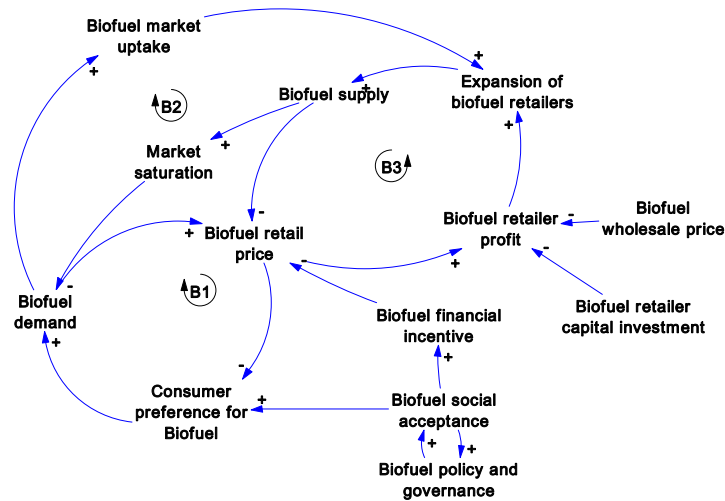 Biofuel market
uptake
+
+
Expansion of
biofuel retailers
+
Biofuel supply
+
B2
Market
saturation
+
B3
-
Biofuel retail
price
+
-
Biofuel retailer
profit
+
-
-
Biofuel
wholesale price
B1
Biofuel
demand
-
+
Biofuel retailer
capital investment
Biofuel financial
incentive
+
-
Consumer
preference for
Biofuel
+
Biofuel social
acceptance
+
+
Biofuel policy and
governance